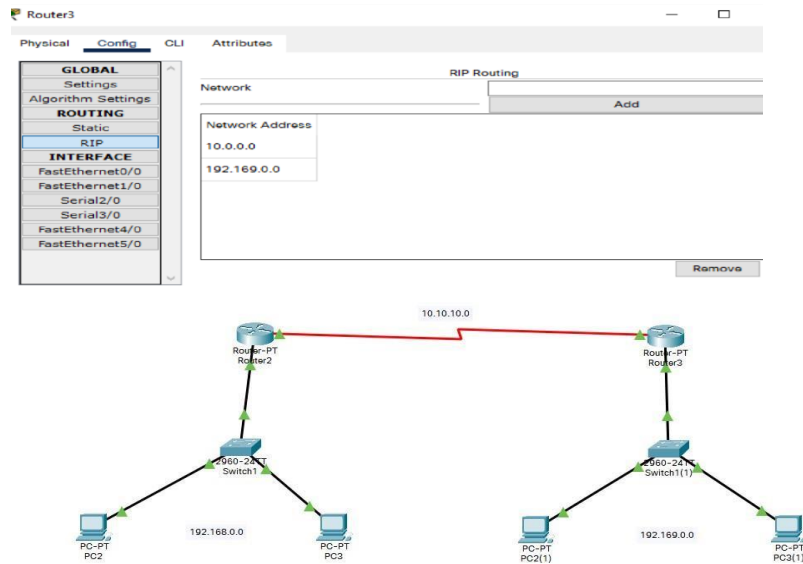 Router3
Physical Config CLI Attributes
GLOBAL
Settings
Algorithm Settings
ROUTING
Static
RIP
INTERFACE
FastEthernet0/0
FastEthernet1/0
Serial2/0
Serial3/0
FastEthernet4/0
FastEthernet5/0
RIP Routing
Network
Add
Network Address
10.0.0.0
192.169.0.0
Remove
10.10.10.0
Router-PT
Router2
Router-PT
Router3
2960-24TT
Switch1
2960-24TT
Switch1(1)
192.168.0.0
192.169.0.0
PC-PT
PC2
PC-PT
PC3
PC-PT
PC2(1)
PC-PT
PC3(1)